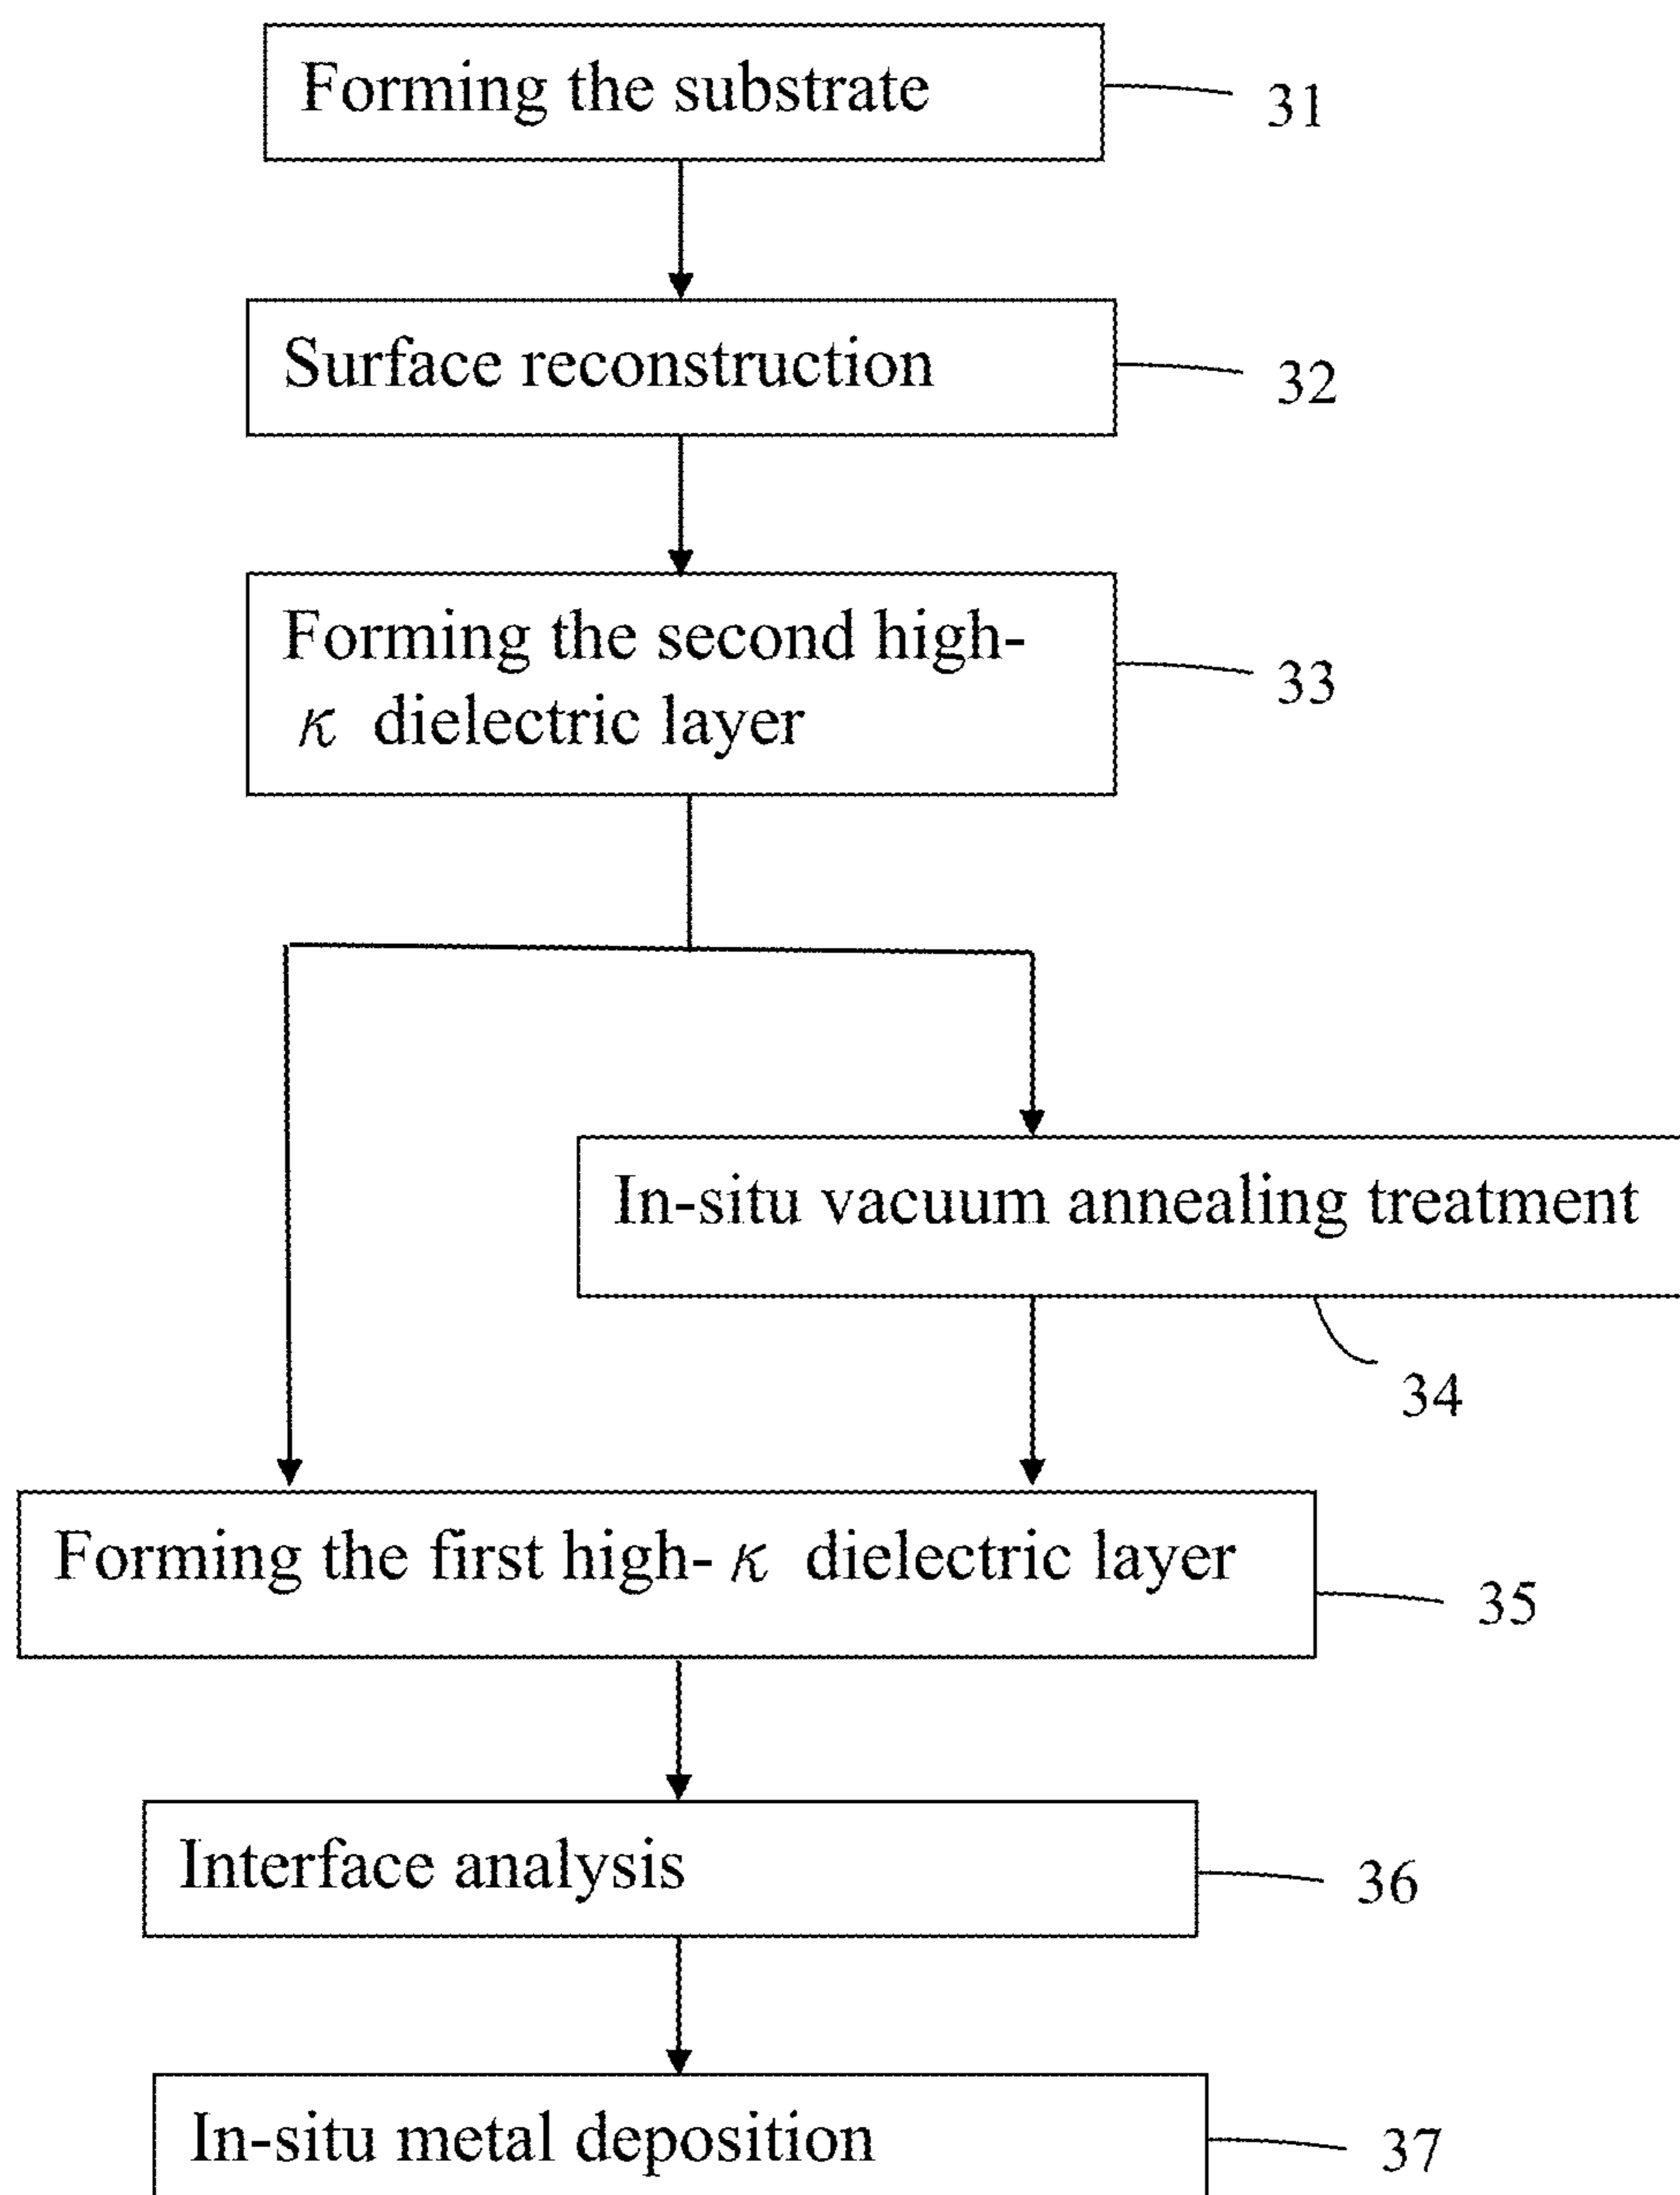 Forming the substrate
31
Surface reconstruction
32
Forming the second high-
κ dielectric layer
33
In-situ vacuum annealing treatment
34
Forming the first high- κ dielectric layer
35
Interface analysis
36
In-situ metal deposition
37